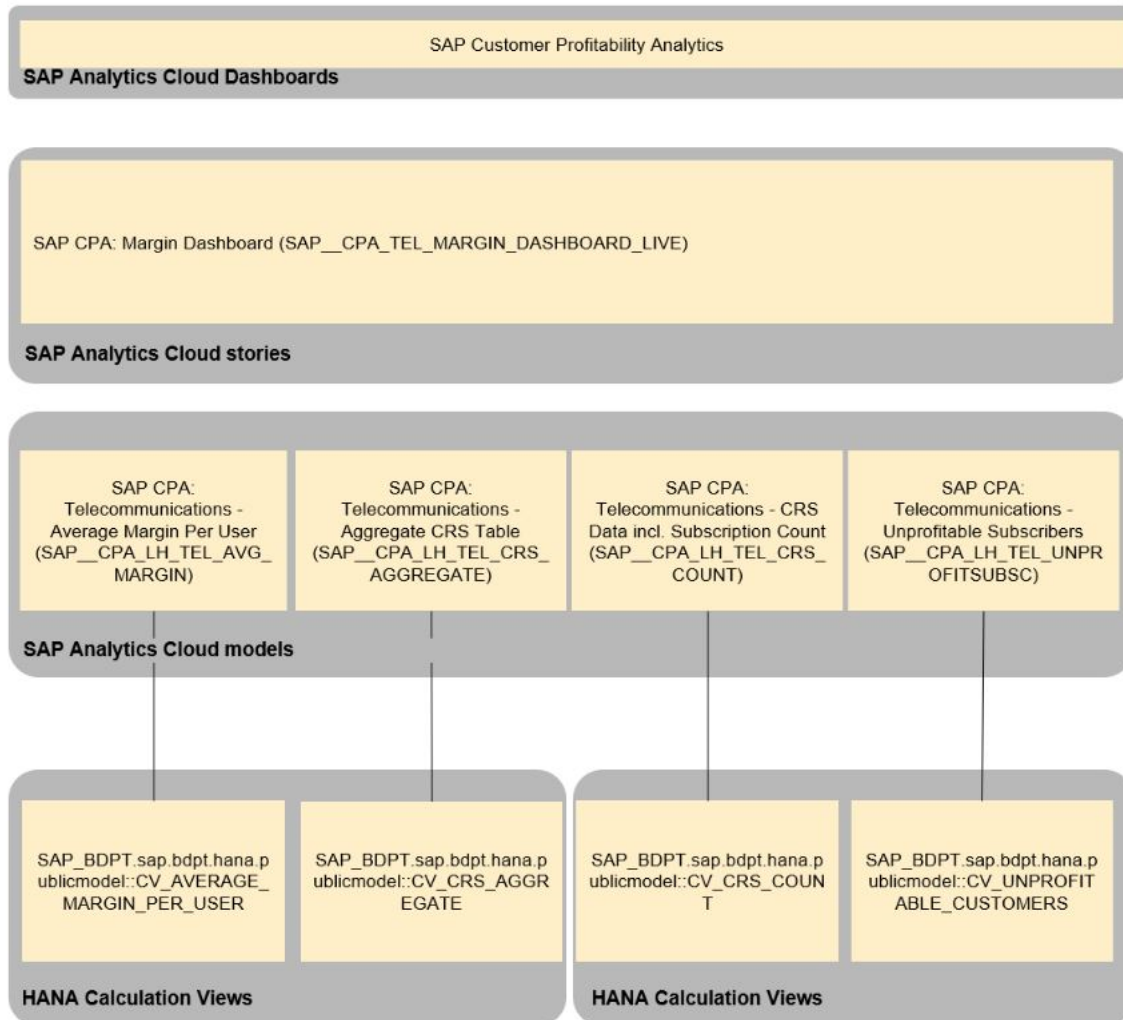 SAP Customer Profitability Analytics
SAP Analytics Cloud Dashboards
SAP CPA: Margin Dashboard (SAP__CPA_TEL_MARGIN_DASHBOARD_LIVE)
SAP Analytics Cloud stories
SAP CPA:
Telecommunications -
Average Margin Per User
(SAP__CPA_LH_TEL_AVG_
MARGIN)
SAP CPA:
Telecommunications -
Aggregate CRS Table
(SAP__CPA_LH_TEL_CRS_
AGGREGATE)
SAP CPA:
Telecommunications - CRS
Data incl. Subscription Count
(SAP__CPA_LH_TEL_CRS_
COUNT)
SAP CPA:
Telecommunications -
Unprofitable Subscribers
(SAP__CPA_LH_TEL_UNPR
OFITSUBSC)
SAP Analytics Cloud models
SAP_BDPT.sap.bdpt.hana.p
ublicmodel::CV_AVERAGE_
MARGIN_PER_USER
SAP_BDPT.sap.bdpt.hana.p
ublicmodel::CV_CRS_AGGR
EGATE
SAP_BDPT.sap.bdpt.hana.p
ublicmodel::CV_CRS_COUN
T
SAP_BDPT.sap.bdpt.hana.p
ublicmodel::CV_UNPROFIT
ABLE_CUSTOMERS
HANA Calculation Views
HANA Calculation Views